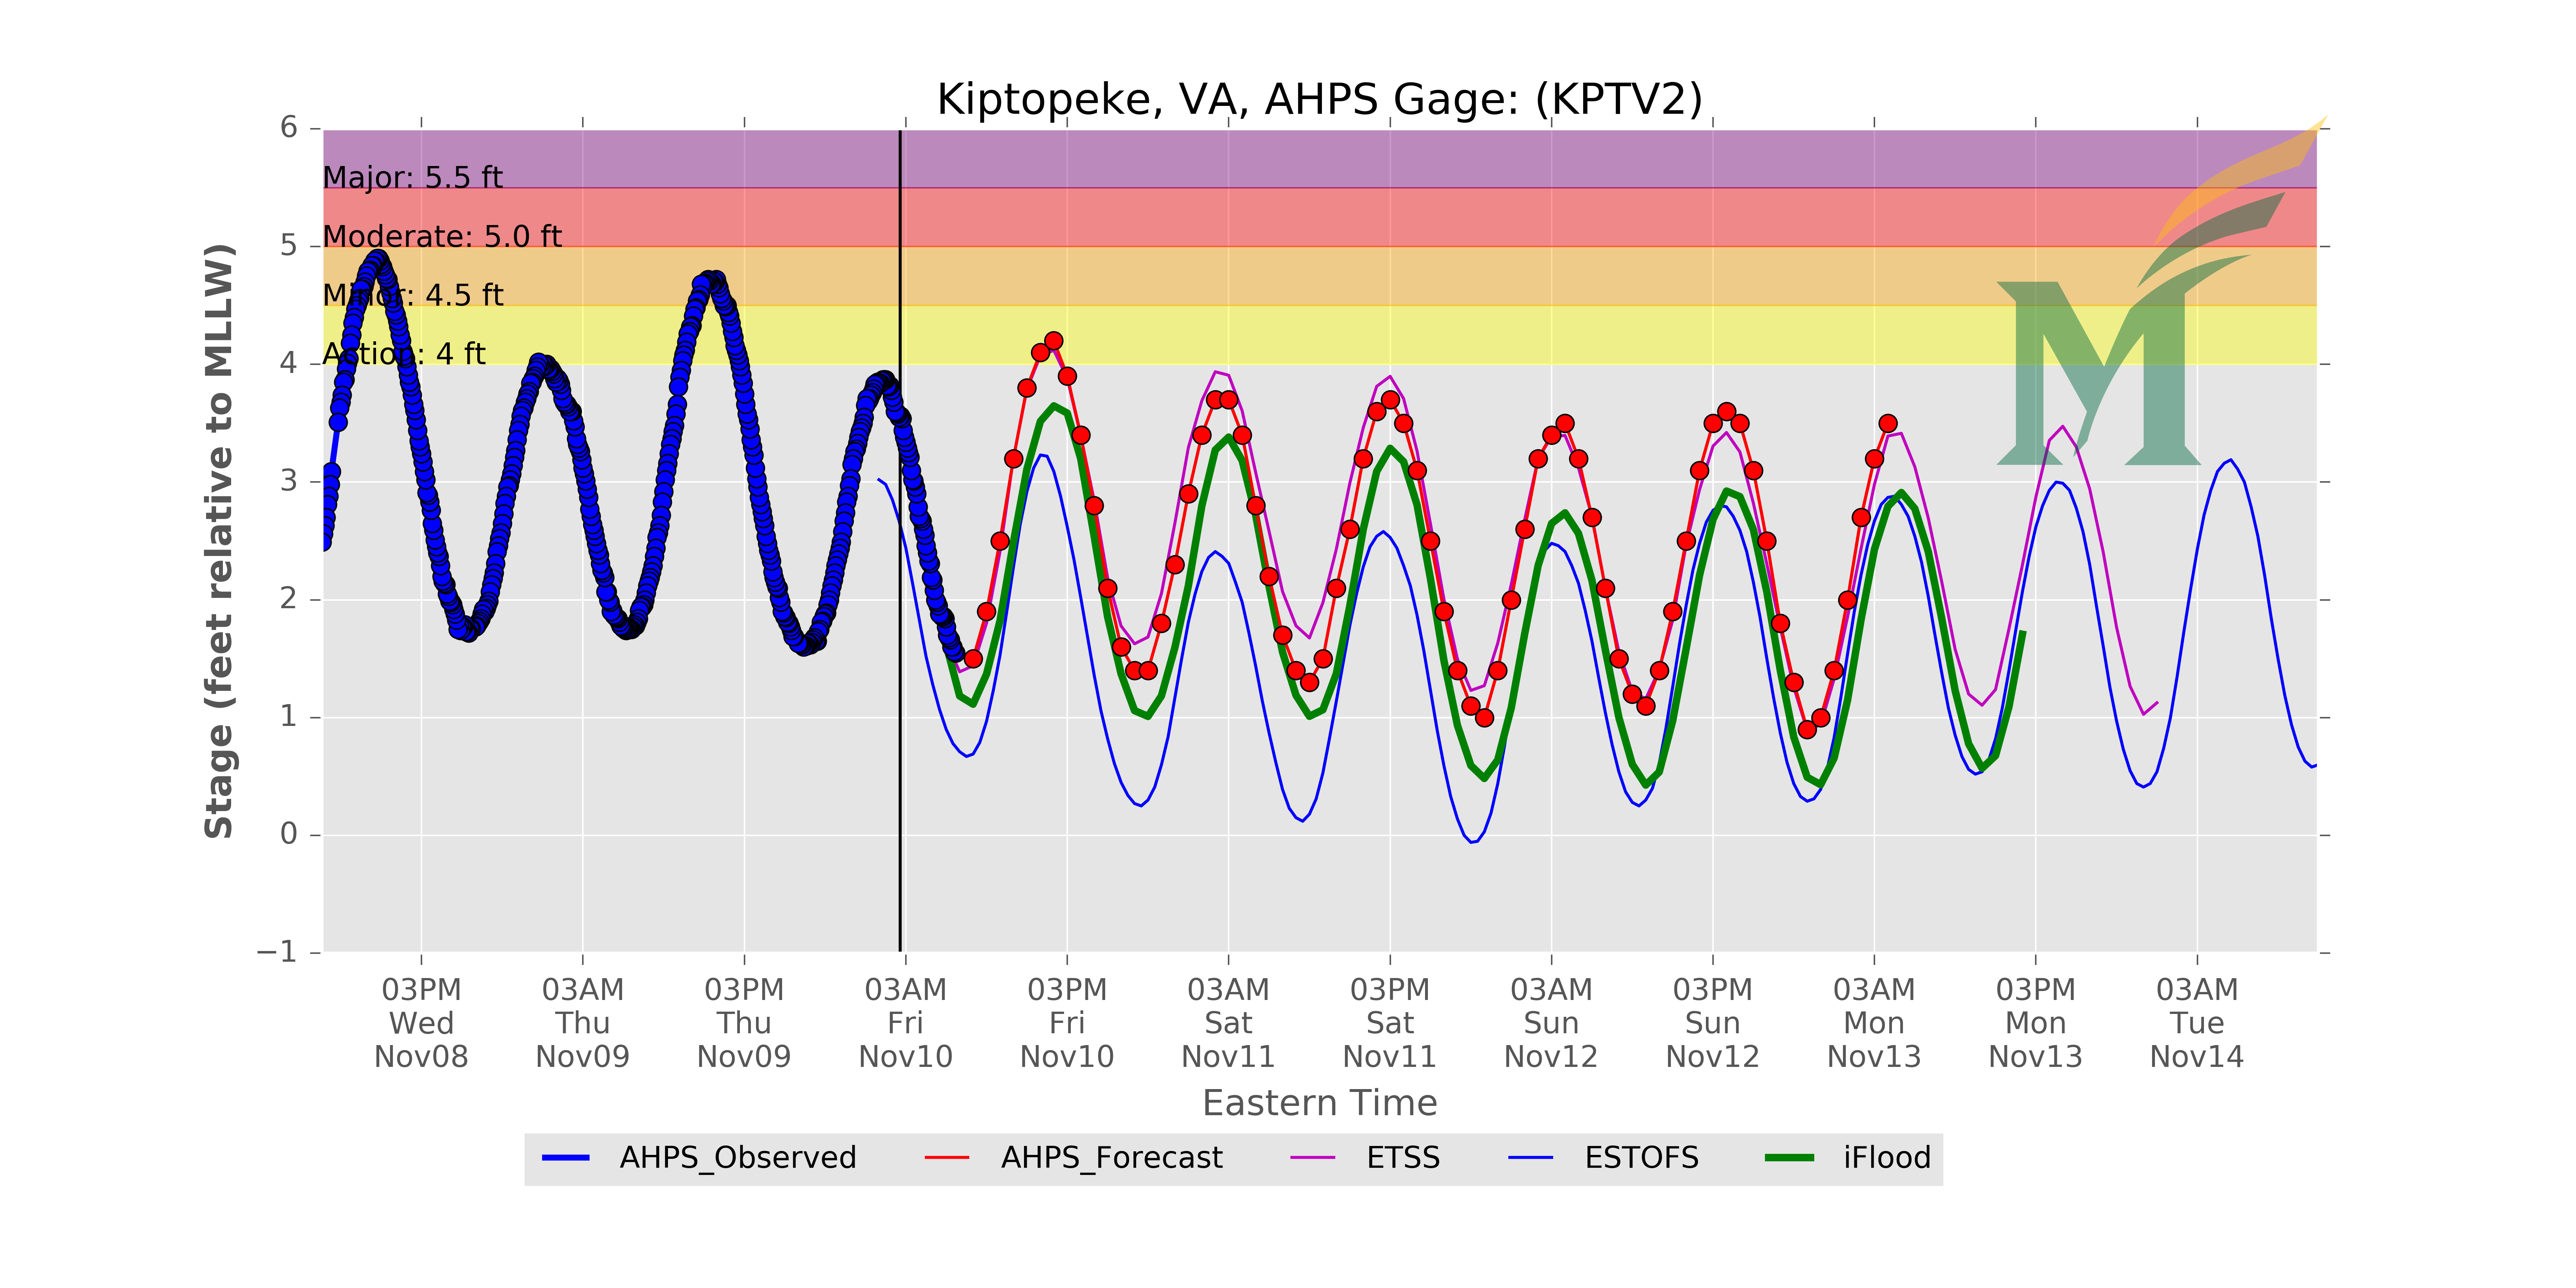 Kiptopeke, VA, AHPS Gage: (KPTV2)
Stage (feet relative to MLLW)
6
5
4
3
2
1
0
−1
Major: 5.5 ft
Moderate: 5.0 ft
Minor: 4.5 ft
Action: 4 ft
M
03PM 03AM 03PM 03AM 03PM 03AM 03PM 03AM 03PM 03AM 03PM 03AM
Wed Thu Thu Fri Fri Sat Sat Sun Sun Mon Mon Tue
Nov08 Nov09 Nov09 Nov10 Nov10 Nov11 Nov11 Nov12 Nov12 Nov13 Nov13 Nov14
Eastern Time
AHPS_Observed AHPS_Forecast ETSS ESTOFS iFlood